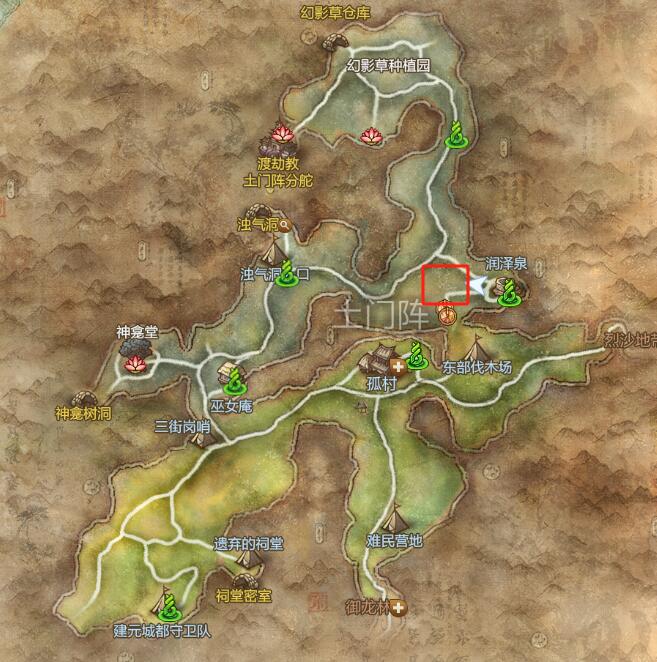 幻影草仓库
幻影草种植园
渡劫教
土门阵分舵
浊气洞
润泽泉
浊气洞 口
土门阵
烈沙地
神龛堂
孤村
东部伐木场
神龛树洞
巫女庵
三街岗哨
遗弃的祠堂
难民营地
祠堂密室
御龙林
建元城都守卫队